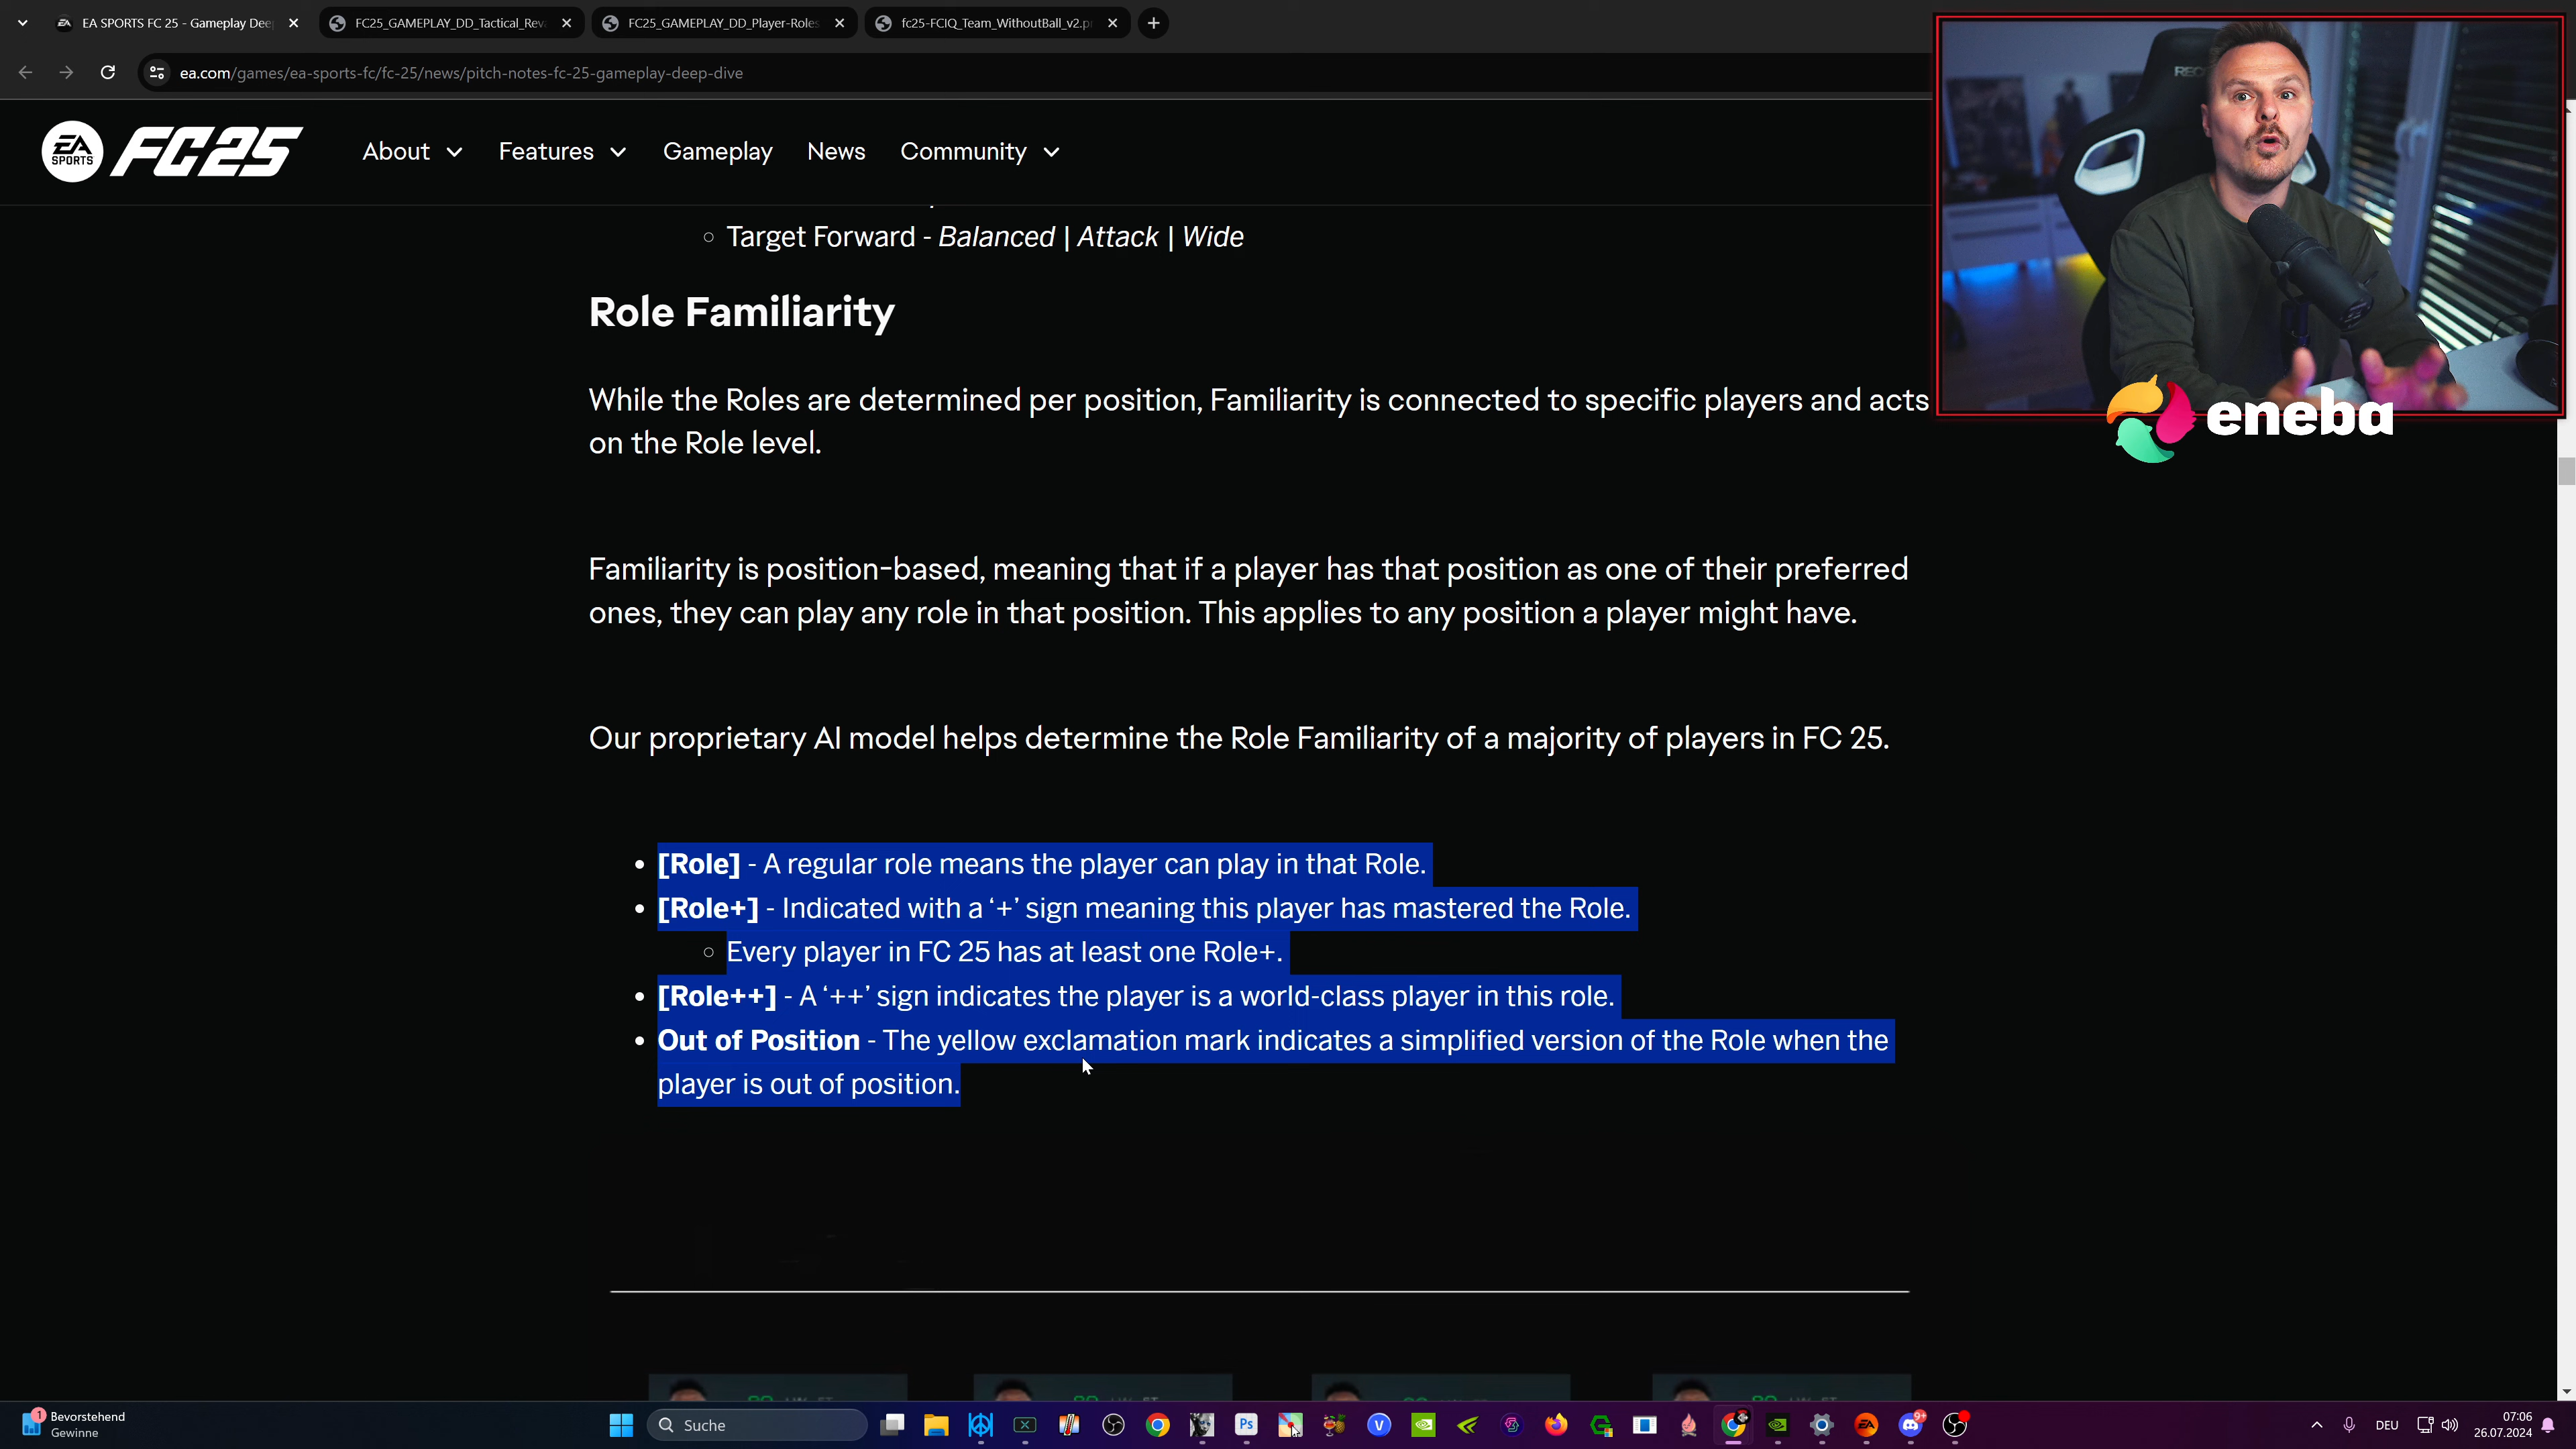 EA SPORTS FC 25 - Gameplay Dee
FC25_GAMEPLAY_DD_Tactical_Rev
FC25_GAMEPLAY_DD_Player-Roles
fc25-FCIQ_Team_WithoutBall_v2.p
ea.com/games/ea-sports-fc/fc-25/news/pitch-notes-fc-25-gameplay-deep-dive
EA SPORTS FC25
About
Features
Gameplay
News
Community
Target Forward - Balanced | Attack | Wide
Role Familiarity
While the Roles are determined per position, Familiarity is connected to specific players and acts
on the Role level.
eneba
Familiarity is position-based, meaning that if a player has that position as one of their preferred
ones, they can play any role in that position. This applies to any position a player might have.
Our proprietary AI model helps determine the Role Familiarity of a majority of players in FC 25.
[Role] - A regular role means the player can play in that Role.
[Role+] - Indicated with a ‘+’ sign meaning this player has mastered the Role.
Every player in FC 25 has at least one Role+.
[Role++] - A ‘++’ sign indicates the player is a world-class player in this role.
Out of Position - The yellow exclamation mark indicates a simplified version of the Role when the
player is out of position.
1
Bevorstehend
Gewinne
Suche
Ps
V
EA
9+
DEU
07:06
26.07.2024